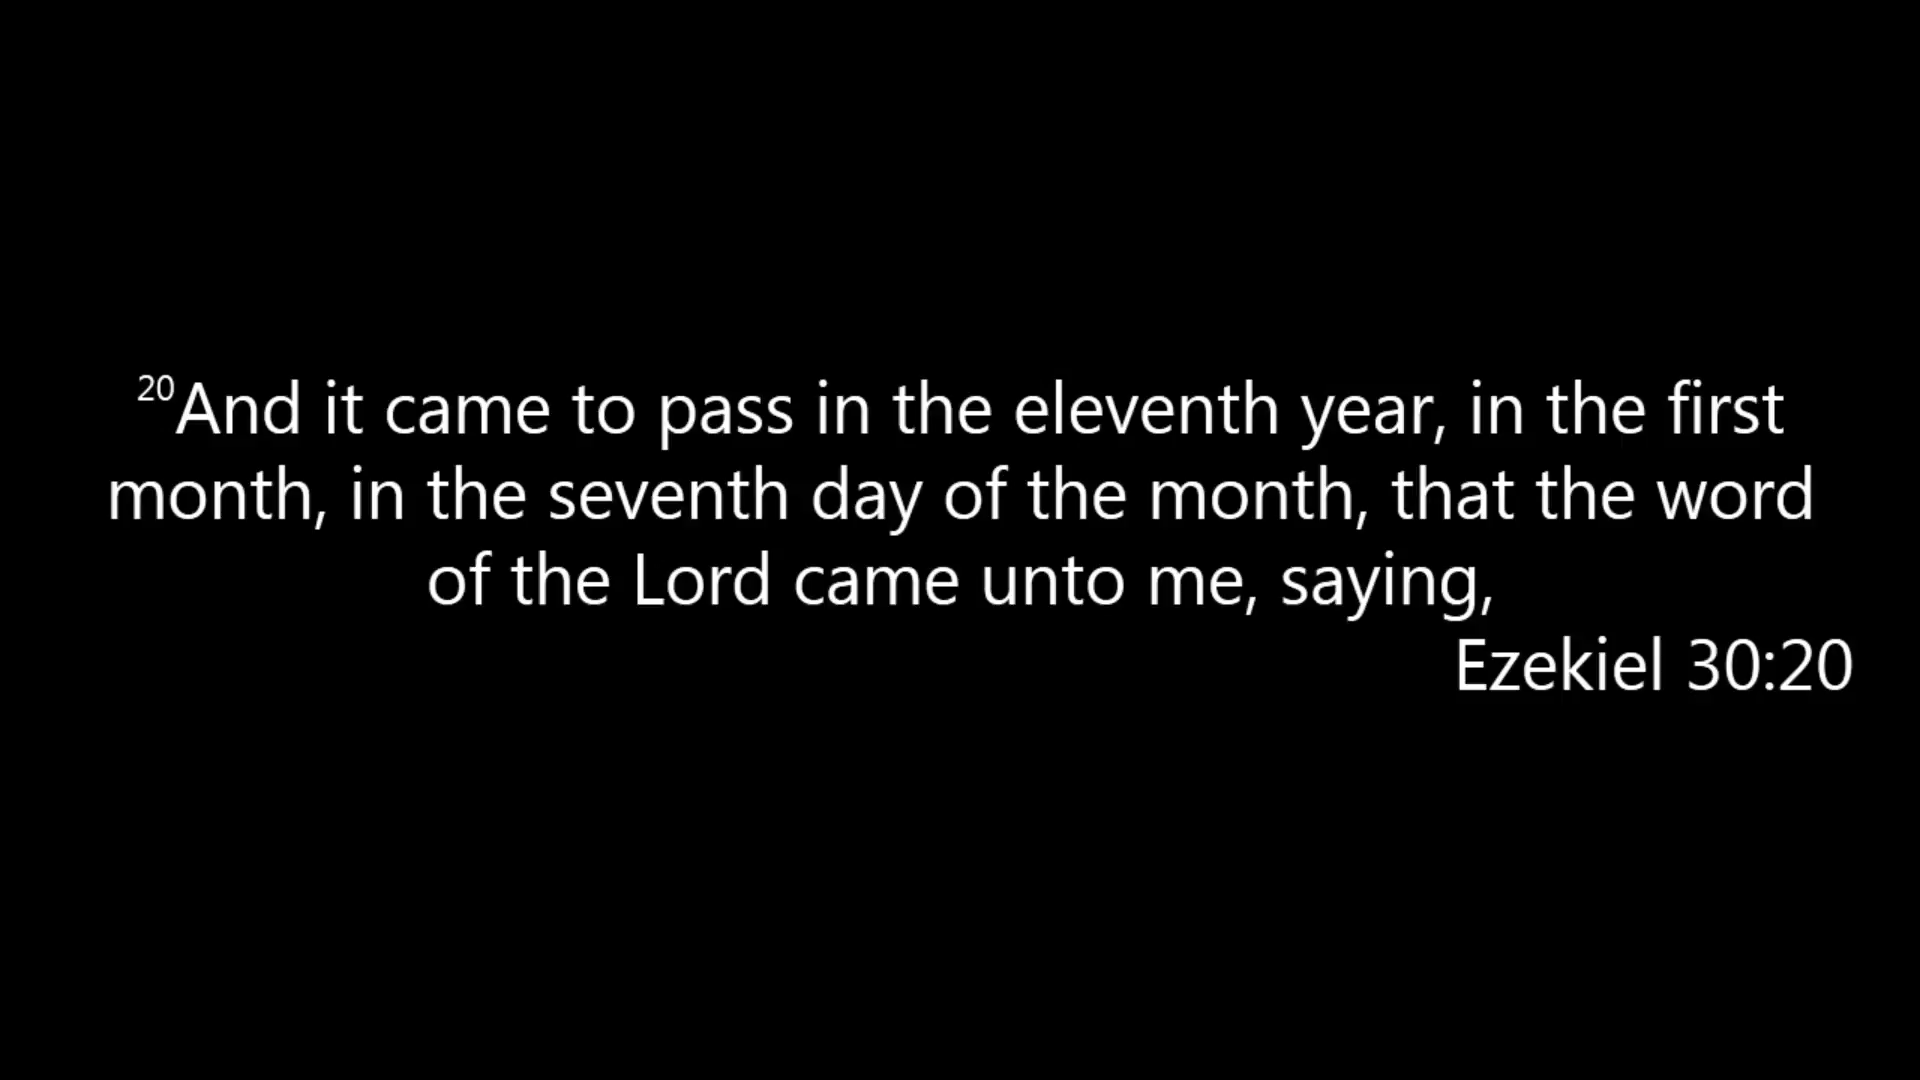 20And it came to pass in the eleventh year, in the first
month, in the seventh day of the month, that the word
of the Lord came unto me, saying,
Ezekiel 30:20